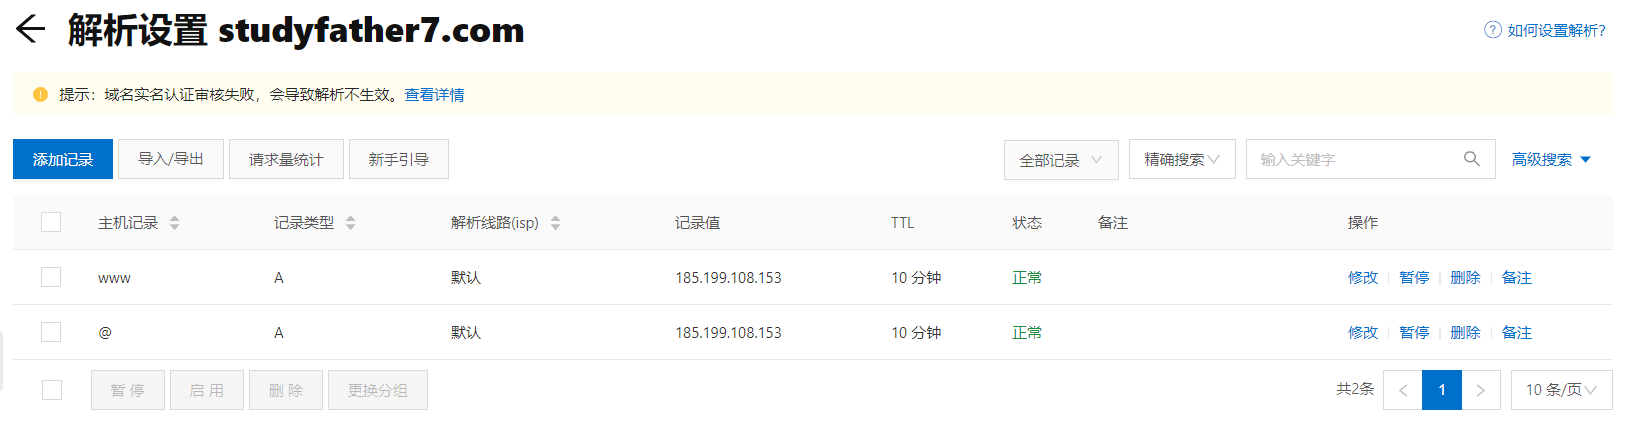 解析设置 studyfather7.com
? 如何设置解析?
提示：域名实名认证审核失败，会导致解析不生效。查看详情
添加记录 导入/导出 请求量统计 新手引导 全部记录 精确搜索 输入关键字 高级搜索
主机记录 记录类型 解析线路(isp) 记录值 TTL 状态 备注 操作
www A 默认 185.199.108.153 10 分钟 正常 修改 暂停 删除 备注
@ A 默认 185.199.108.153 10 分钟 正常 修改 暂停 删除 备注
暂停 启用 删除 更换分组 共2条 < 1 > 10 条/页